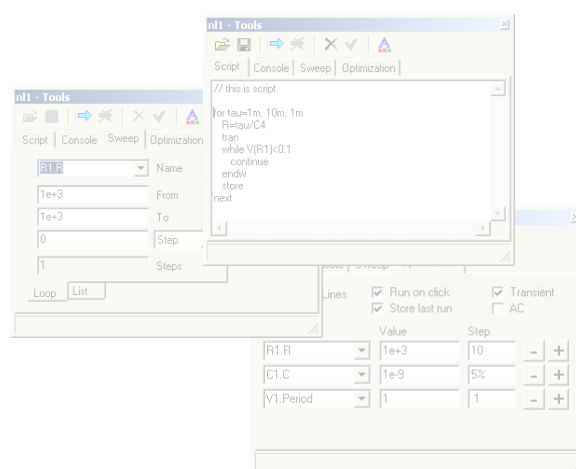 nl1 - Tools
Script Console Sweep Optimization
// this is script
for tau=1m, 10m, 1m
R=tau/C4
tran
while V(R1)<0.1
continue
endw
store
next
nl1 - Tools
Script Console Sweep Optimization
R1.R Name
1e+3 From
1e+3 To
0 Step
1 Steps
Loop List
Lines Run on click Transient
Store last run AC
Value Step
R1.R 1e+3 10 - +
C1.C 1e-9 5% - +
V1.Period 1 .1 - +